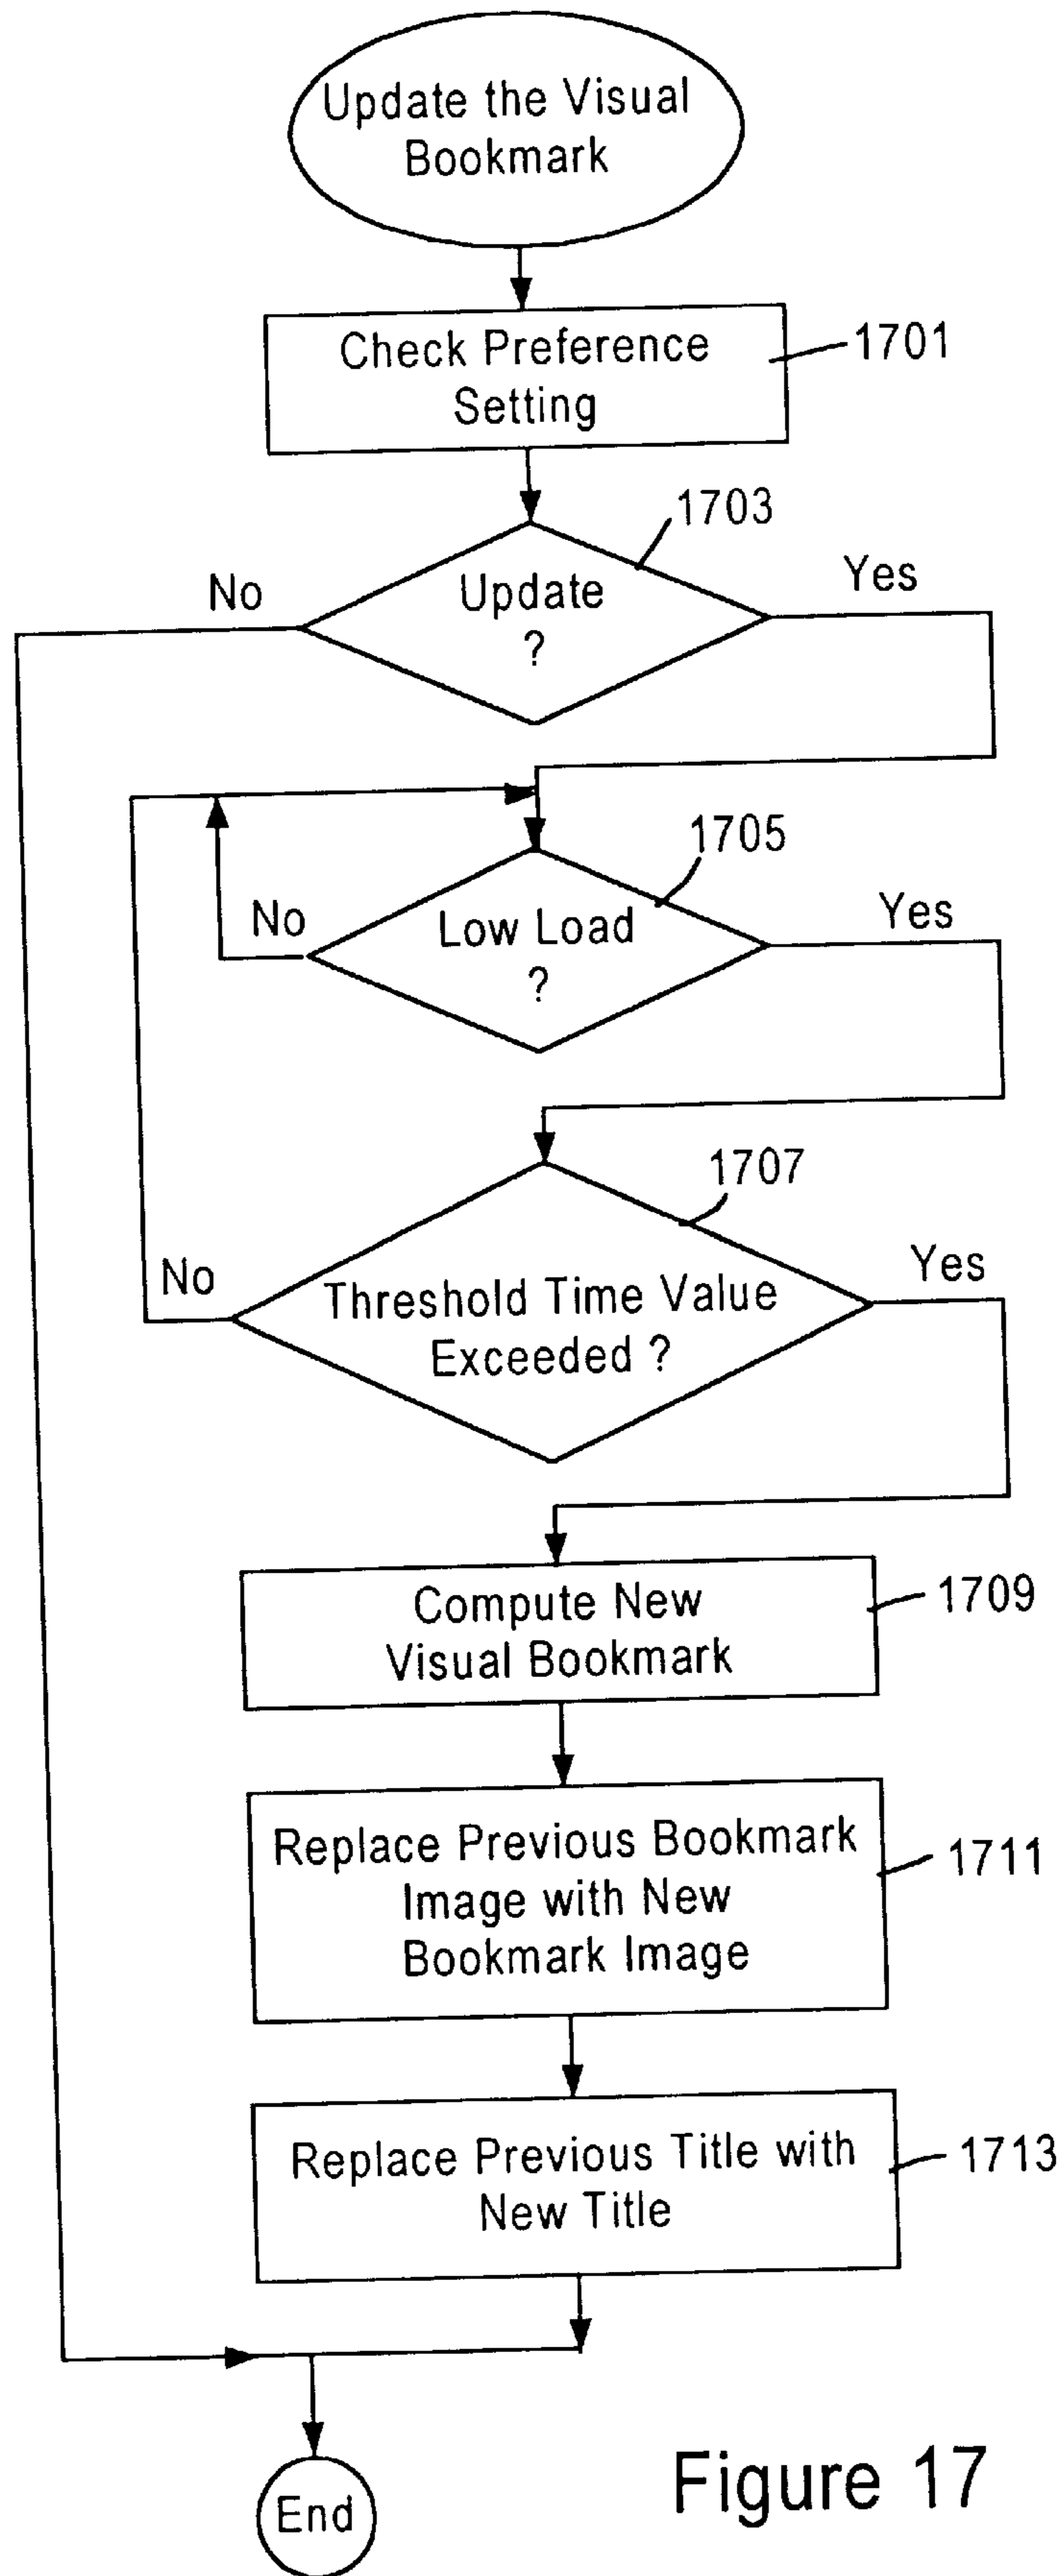 Update the Visual
Bookmark
Check Preference
Setting
1701
1703
No
Update
?
Yes
1705
No
Low Load
?
Yes
1707
No
Threshold Time Value
Exceeded ?
Yes
Compute New
Visual Bookmark
1709
Replace Previous Bookmark
Image with New
Bookmark Image
1711
Replace Previous Title with
New Title
1713
End
Figure 17